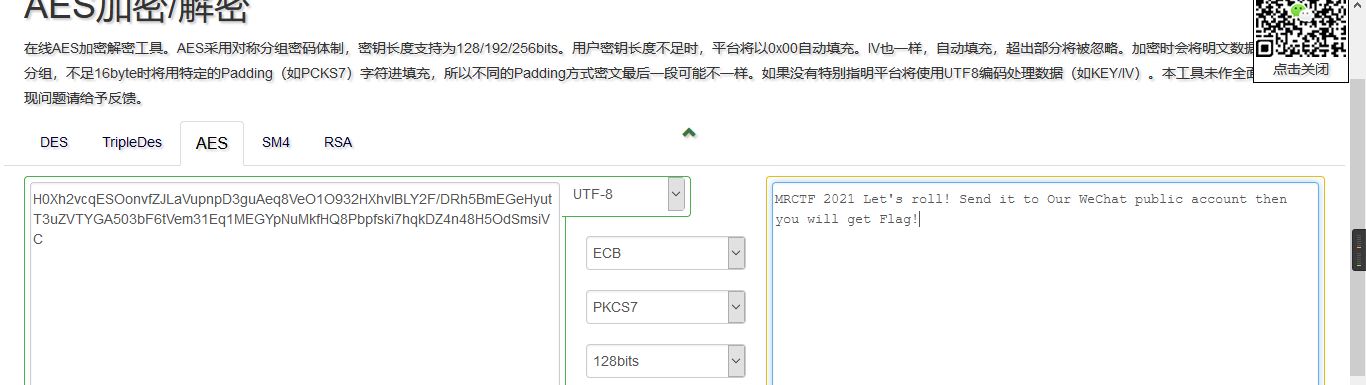 AES加密/解密
在线AES加密解密工具。AES采用对称分组密码体制，密钥长度支持为128/192/256bits。用户密钥长度不足时，平台将以0x00自动填充。IV也一样，自动填充，超出部分将被忽略。加密时会将明文数据
分组，不足16byte时将用特定的Padding（如PCKS7）字符进填充，所以不同的Padding方式密文最后一段可能不一样。如果没有特别指明平台将使用UTF8编码处理数据（如KEY/IV）。本工具未作全面
现问题请给予反馈。
点击关闭
DES TripleDes AES SM4 RSA
H0Xh2vcqESOonvfZJLaVupnpD3guAeq8VeO1O932HXhvIBLY2F/DRh5BmEGeHyut
T3uZVTYGA503bF6tVem31Eq1MEGYpNuMkfHQ8Pbpfski7hqkDZ4n48H5OdSmsiV
C
UTF-8
ECB
PKCS7
128bits
MRCTF 2021 Let's roll! Send it to Our WeChat public account then
you will get Flag!